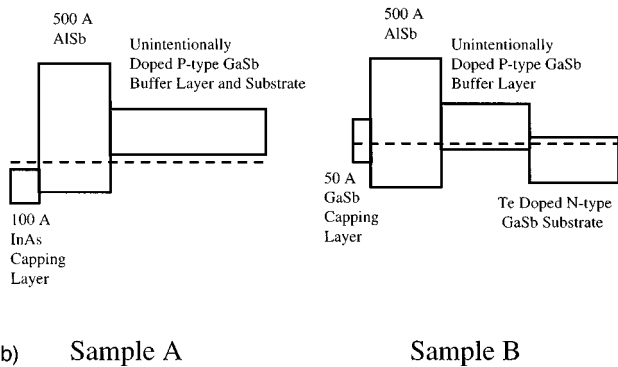 500 A
AlSb
Unintentionally
Doped P-type GaSb
Buffer Layer and Substrate
100 A
InAs
Capping
Layer
500 A
AlSb
Unintentionally
Doped P-type GaSb
Buffer Layer
50 A
GaSb
Capping
Layer
Te Doped N-type
GaSb Substrate
b) Sample A Sample B